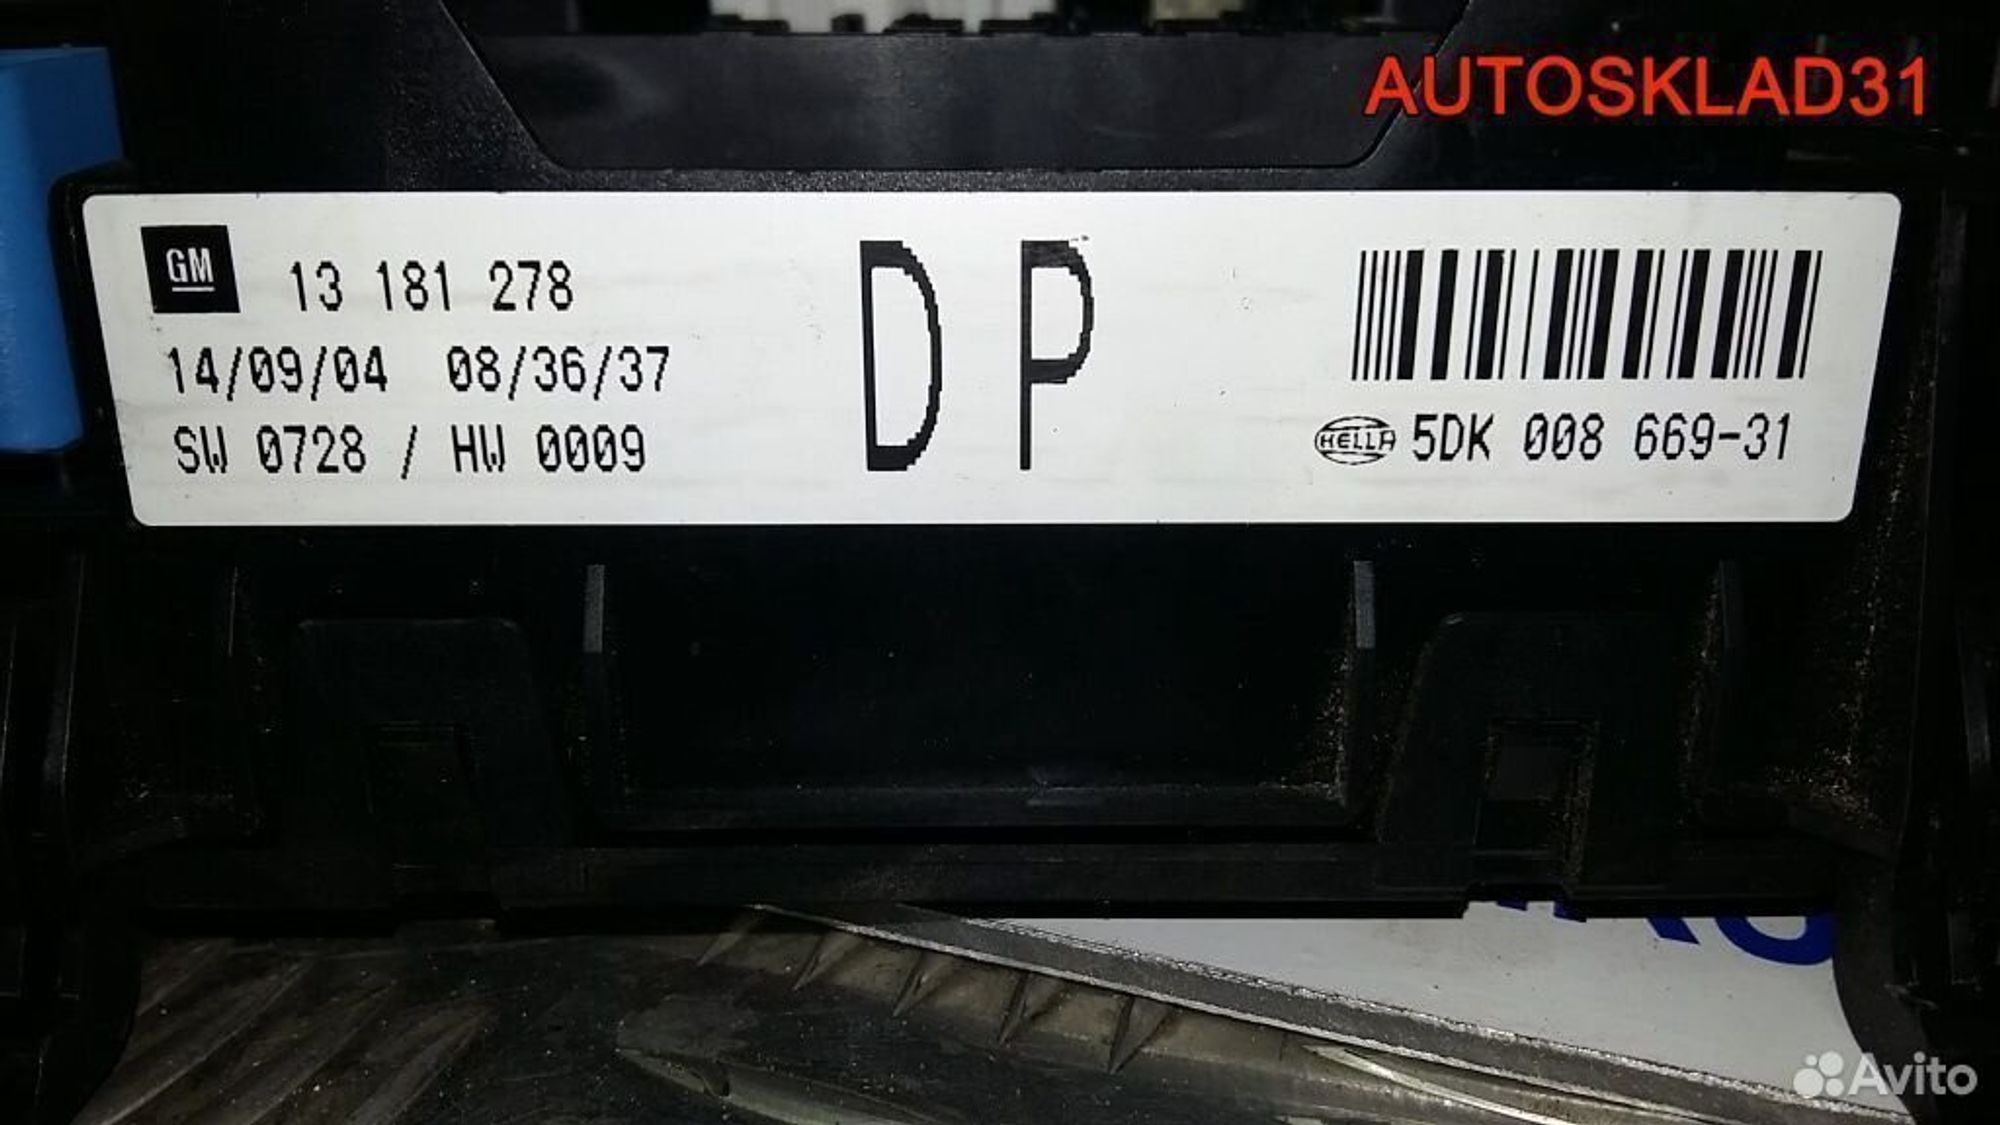 AUTOSKLAD31
GM 13 181 278
14/09/04 08/36/37
SW 0728 / HW 0009
DP
HELLA 5DK 008 669-31
Avito